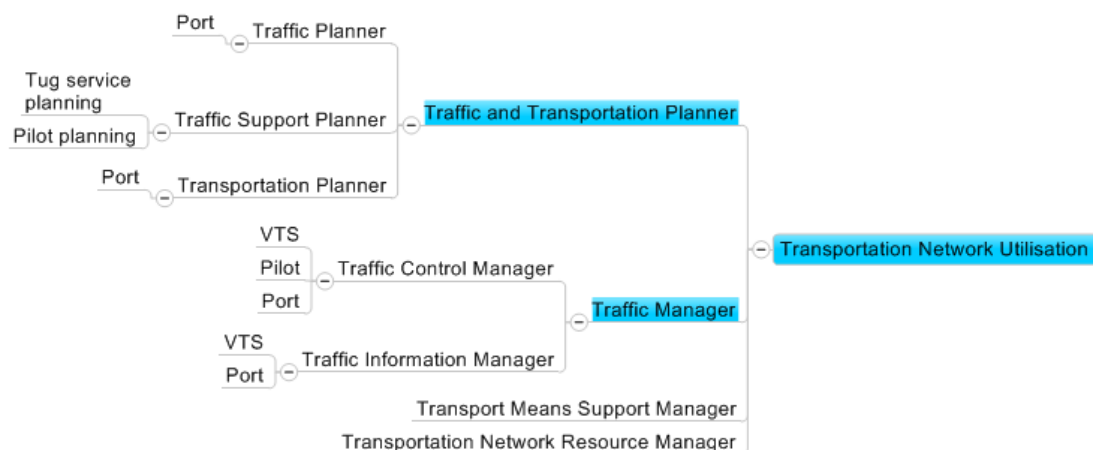 Port
Traffic Planner
Tug service
planning
Pilot planning
Traffic Support Planner
Traffic and Transportation Planner
Port
Transportation Planner
VTS
Pilot
Port
Traffic Control Manager
Transportation Network Utilisation
Traffic Manager
VTS
Port
Traffic Information Manager
Transport Means Support Manager
Transportation Network Resource Manager